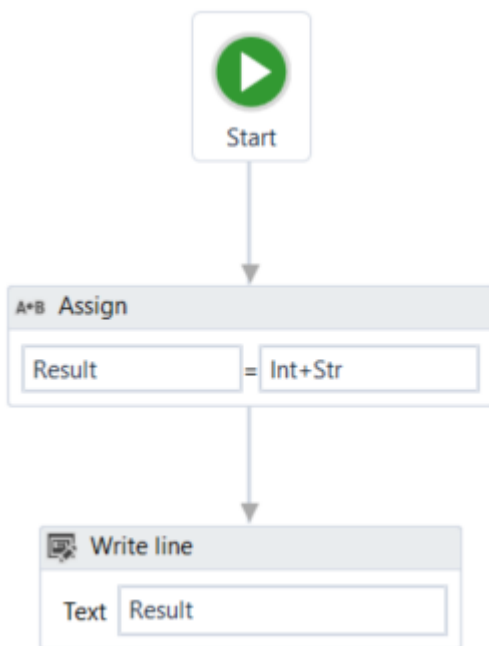 Start
A+B Assign
Result = Int+Str
Write line
Text Result